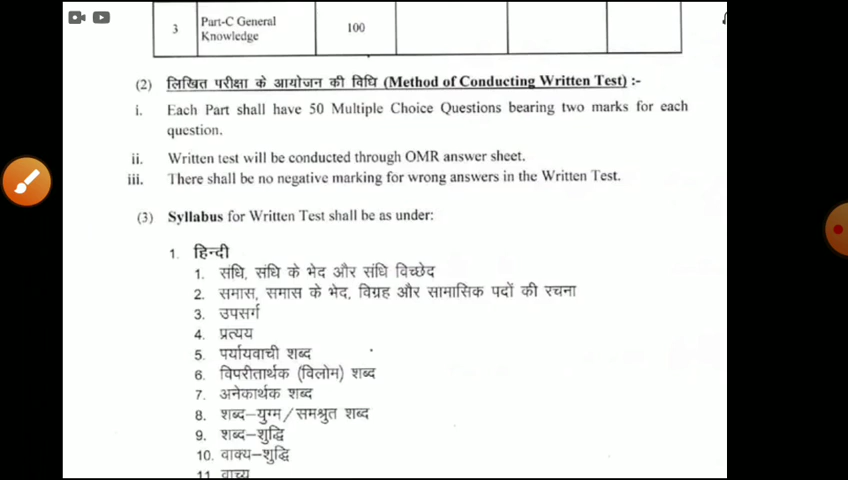 3 Part-C General Knowledge 100
(2) लिखित परीक्षा के आयोजन की विधि (Method of Conducting Written Test) :-
i. Each Part shall have 50 Multiple Choice Questions bearing two marks for each
question.
ii. Written test will be conducted through OMR answer sheet.
iii. There shall be no negative marking for wrong answers in the Written Test.
(3) Syllabus for Written Test shall be as under:
1. हिन्दी
1. संधि, संधि के भेद और संधि विच्छेद
2. समास, समास के भेद, विग्रह और सामासिक पदों की रचना
3. उपसर्ग
4. प्रत्यय
5. पर्यायवाची शब्द
6. विपरीतार्थक (विलोम) शब्द
7. अनेकार्थक शब्द
8. शब्द–युग्म/समश्रुत शब्द
9. शब्द–शुद्धि
10. वाक्य–शुद्धि
11. वाच्य